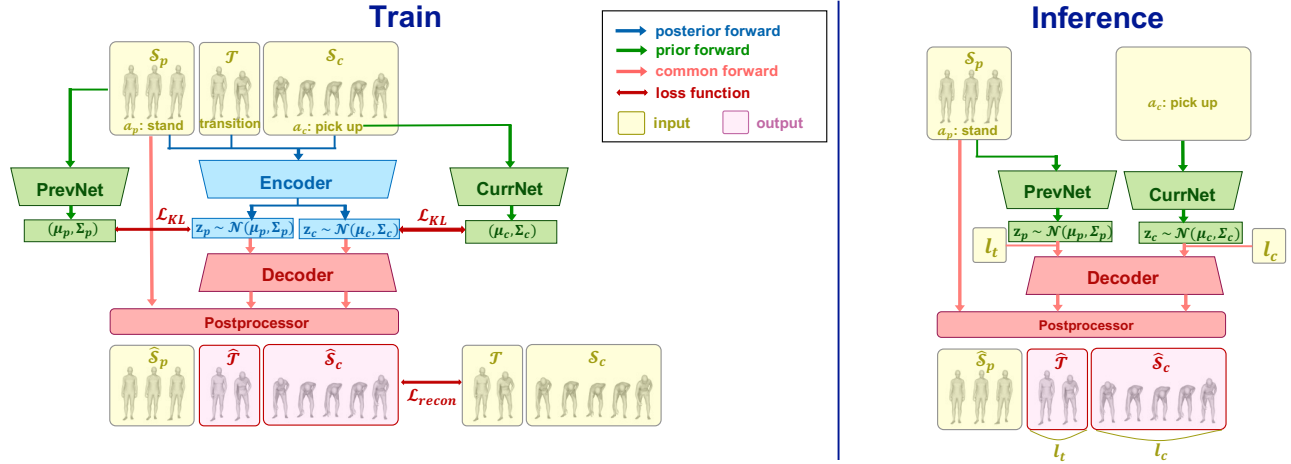 Train
posterior forward
prior forward
common forward
loss function
input
output
𝒮_p
𝒯
𝒮_c
a_p: stand
transition
a_c: pick up
PrevNet
Encoder
CurrNet
(μ_p, Σ_p)
ℒ_KL
z_p ~ 𝒩(μ_p, Σ_p)
z_c ~ 𝒩(μ_c, Σ_c)
ℒ_KL
(μ_c, Σ_c)
Decoder
Postprocessor
𝒮̂_p
𝒯̂
𝒮̂_c
ℒ_recon
𝒯
𝒮_c
Inference
𝒮_p
a_p: stand
a_c: pick up
PrevNet
CurrNet
z_p ~ 𝒩(μ_p, Σ_p)
z_c ~ 𝒩(μ_c, Σ_c)
l_t
l_c
Decoder
Postprocessor
𝒮̂_p
𝒯̂
𝒮̂_c
l_t
l_c